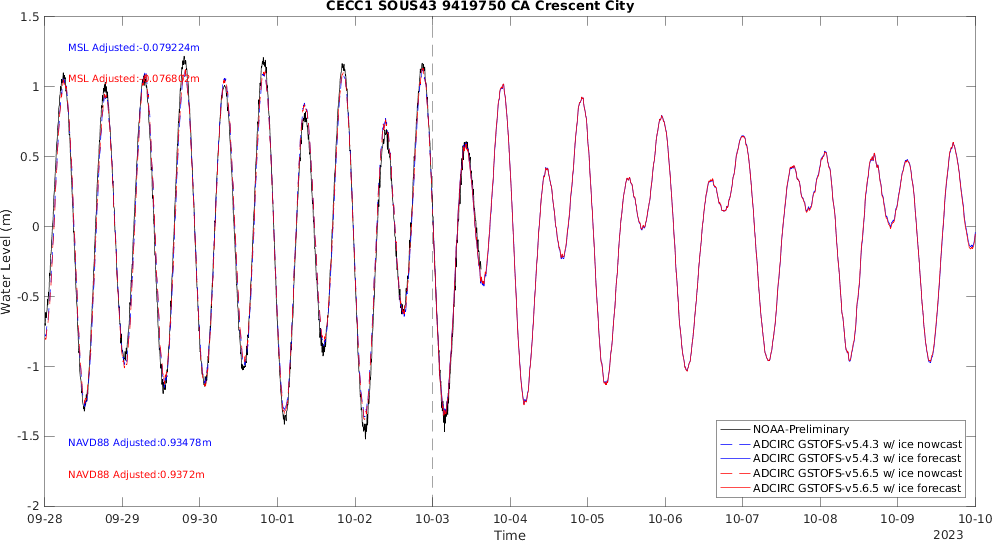 CECC1 SOUS43 9419750 CA Crescent City
MSL Adjusted:-0.079224m
MSL Adjusted:-0.076802m
NAVD88 Adjusted:0.93478m
NAVD88 Adjusted:0.9372m
Water Level (m)
1.5
1
0.5
0
-0.5
-1
-1.5
-2
NOAA-Preliminary
ADCIRC GSTOFS-v5.4.3 w/ ice nowcast
ADCIRC GSTOFS-v5.4.3 w/ ice forecast
ADCIRC GSTOFS-v5.6.5 w/ ice nowcast
ADCIRC GSTOFS-v5.6.5 w/ ice forecast
09-28 09-29 09-30 10-01 10-02 10-03 10-04 10-05 10-06 10-07 10-08 10-09 10-10
Time
2023